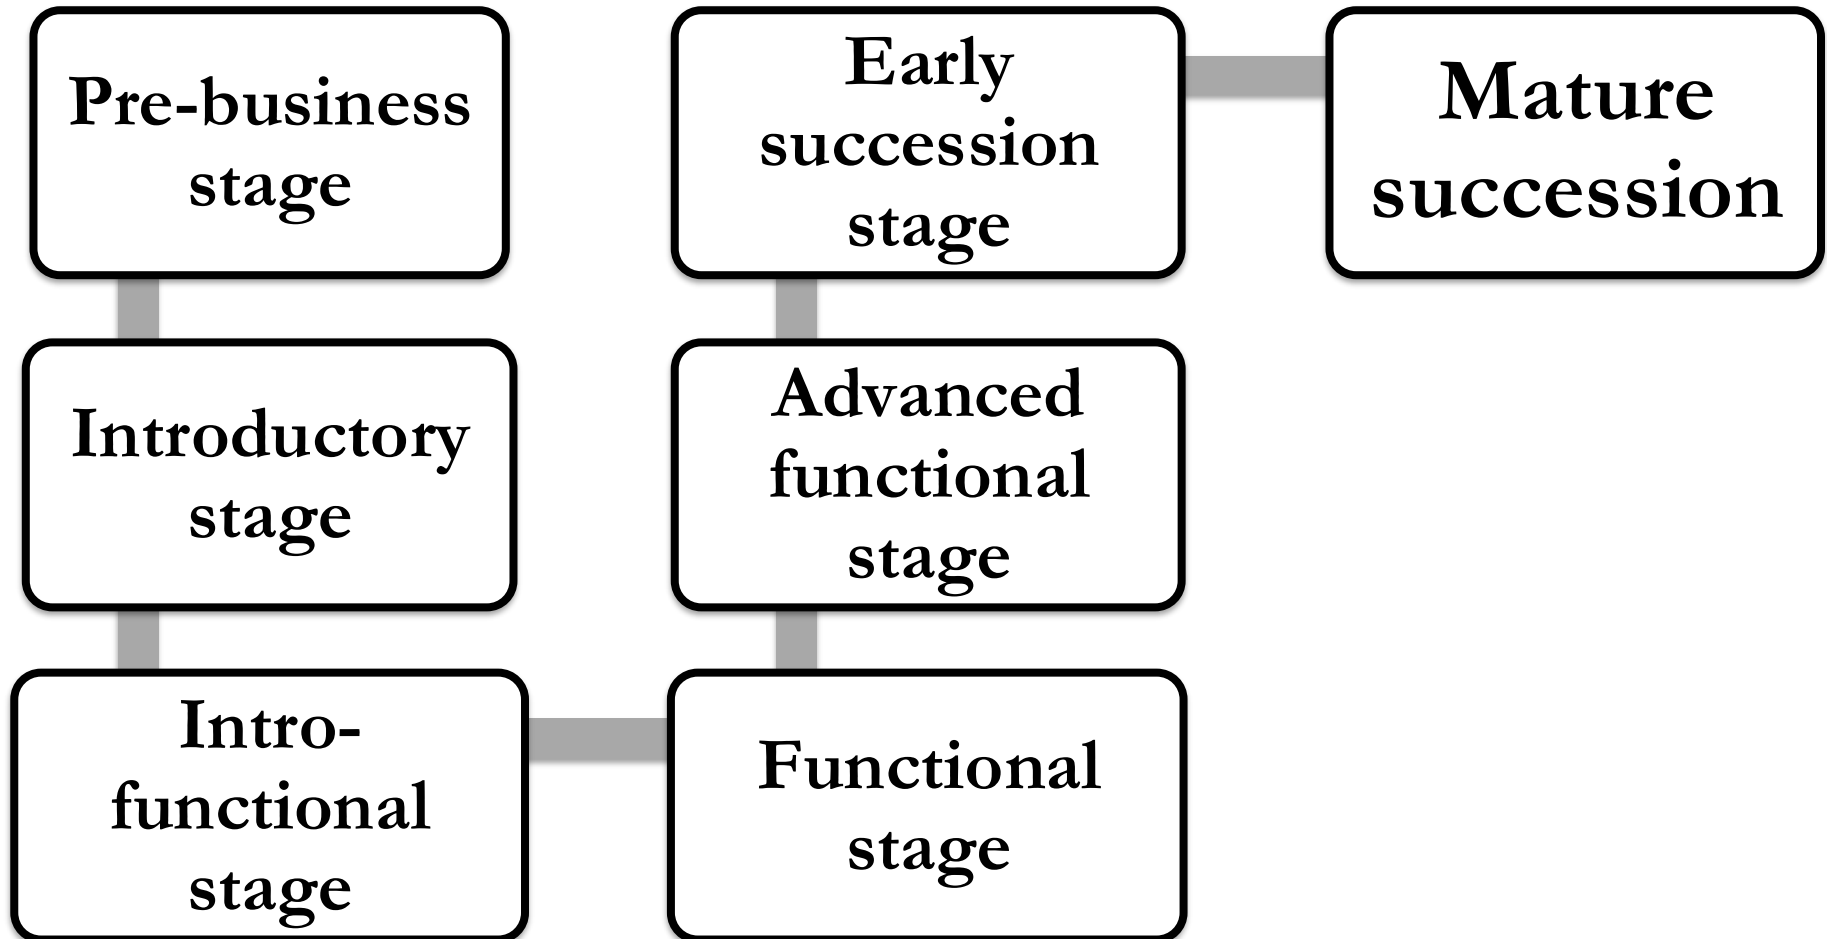 Pre-business
stage
Introductory
stage
Intro-
functional
stage
Functional
stage
Advanced
functional
stage
Early
succession
stage
Mature
succession